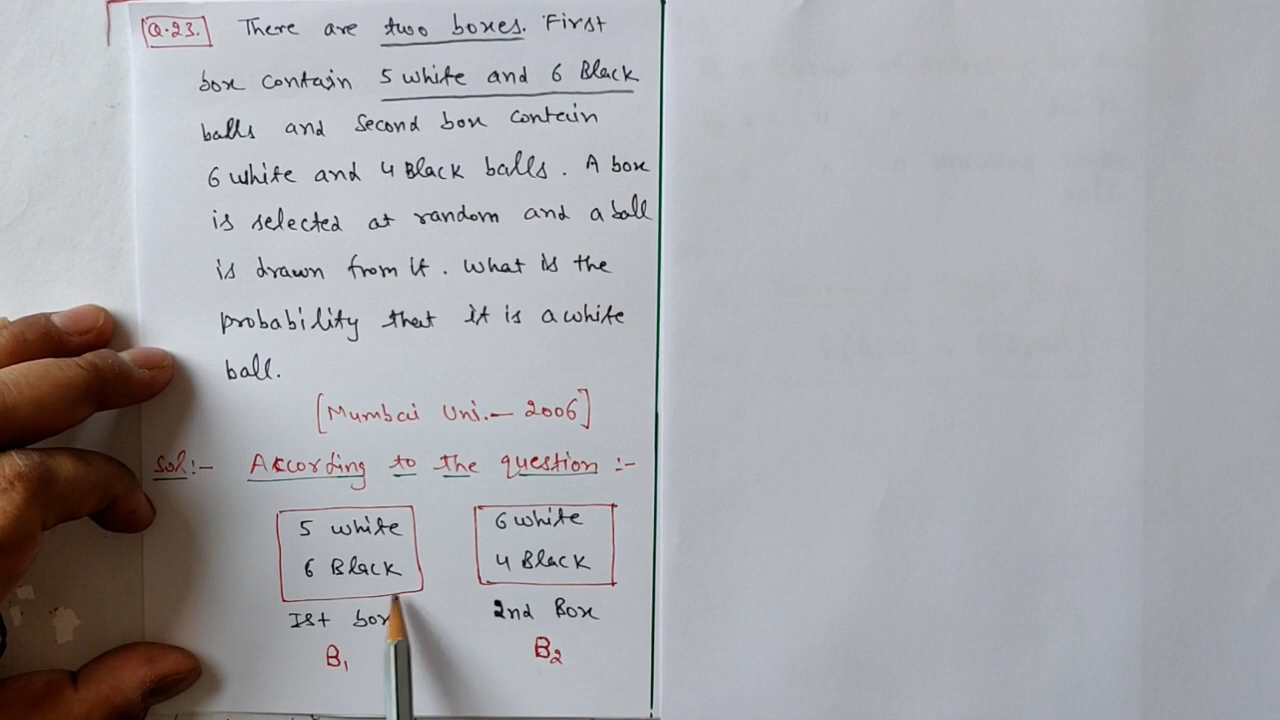 Q.23. There are two boxes. First
box contain 5 white and 6 Black
balls and second box contain
6 white and 4 Black balls. A box
is selected at random and a ball
is drawn from it. What is the
probability that it is a white
ball.
[Mumbai Uni. - 2006]
Sol:- According to the question :-
5 white
6 Black
Ist box
B₁
6 white
4 Black
2nd Box
B₂